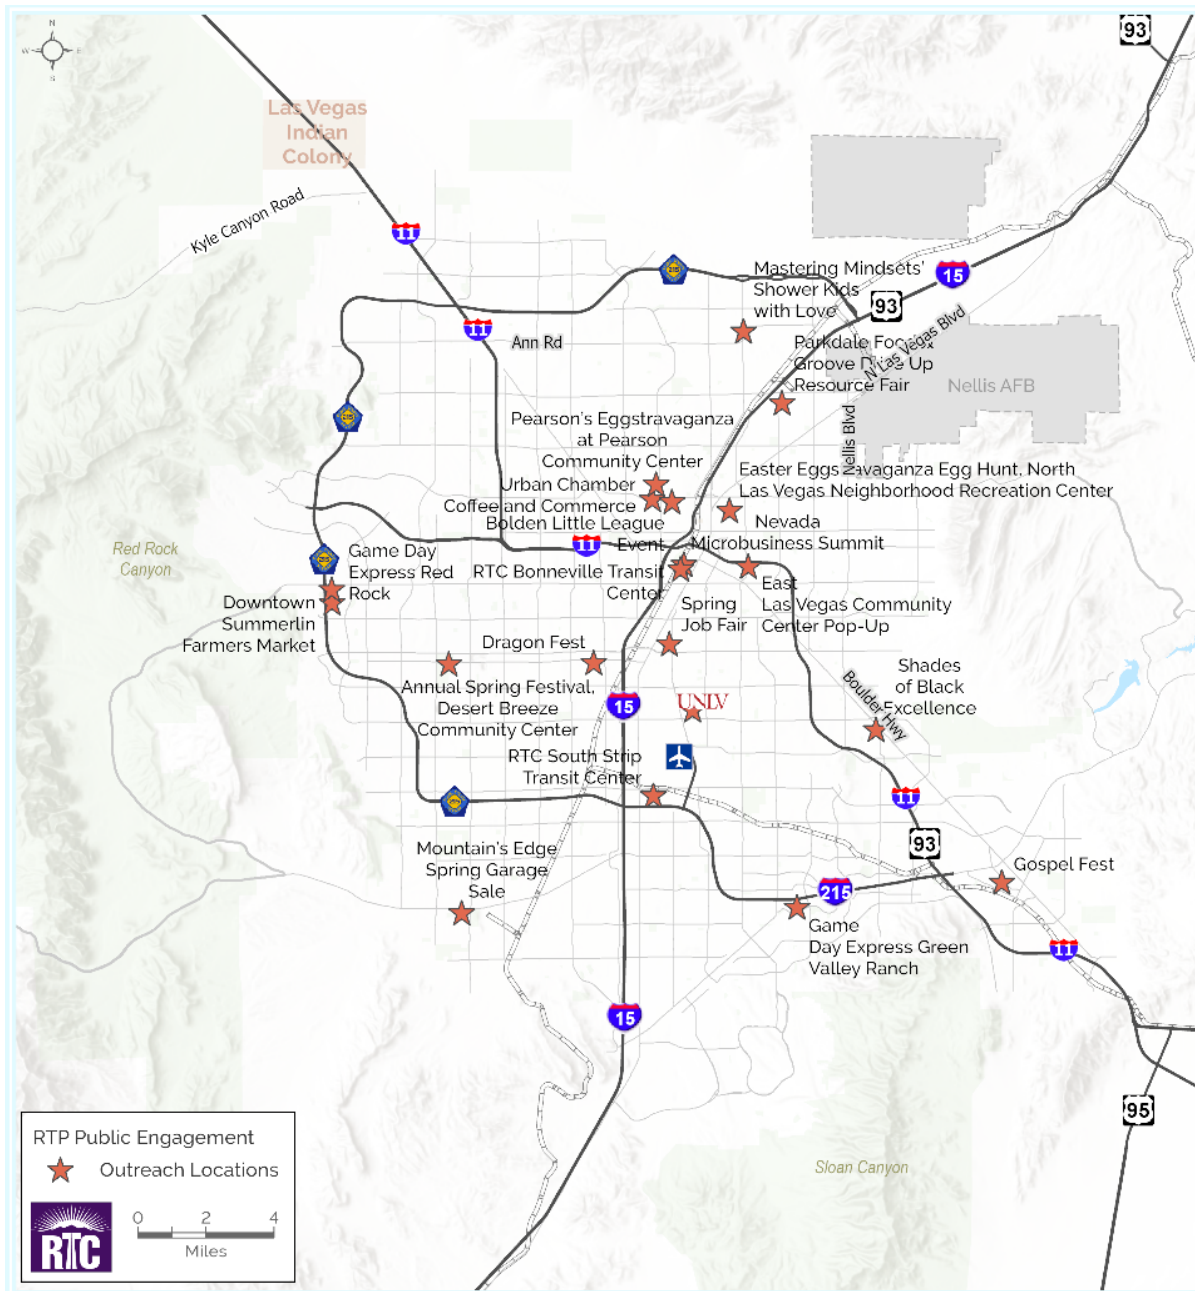 N
W E
S
93
Las Vegas
Indian
Colony
Kyle Canyon Road
11
215
Mastering Mindsets'
Shower Kids
with Love
15
93
11
Ann Rd
N Las Vegas Blvd
Groove
Up
Resource Fair
Nellis AFB
215
Nellis Blvd
Pearson's Eggstravaganza
at Pearson
Community Center
Urban Chamber
Coffee and Commerce
Bolden Little League
Event
Easter Eggs
avaganza Egg Hunt, North
Las Vegas Neighborhood Recreation Center
Nevada
Microbusiness Summit
11
RTC Bonneville Transit
Center
Red Rock
Canyon
215
Game Day
Express Red
Rock
Downtown
Summerlin
Farmers Market
East
Las Vegas Community
Center Pop-Up
Spring
Job Fair
Dragon Fest
Annual Spring Festival,
Desert Breeze
Community Center
15
UNLV
Shades
of Black
Excellence
Boulder Hwy
RTC South Strip
Transit Center
11
93
Mountain's Edge
Spring Garage
Sale
215
Gospel Fest
Game
Day Express Green
Valley Ranch
11
15
95
Sloan Canyon
RTP Public Engagement
Outreach Locations
RTC
0 2 4
Miles